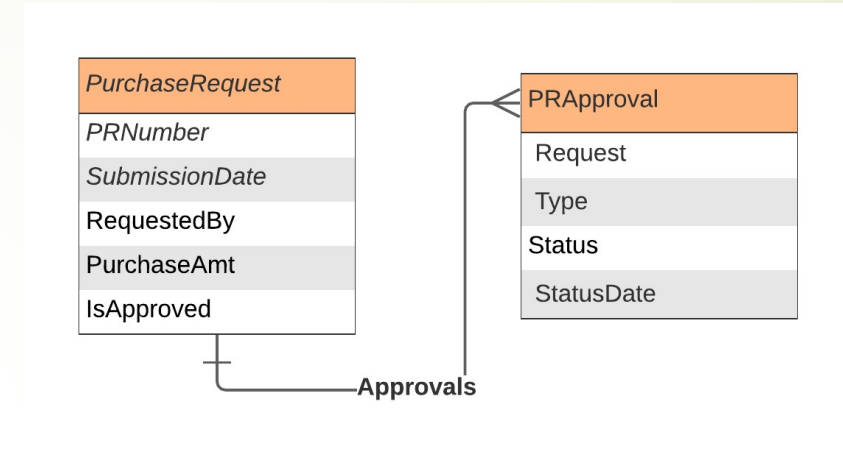 PurchaseRequest
PRNumber
SubmissionDate
RequestedBy
PurchaseAmt
IsApproved
Approvals
PRApproval
Request
Type
Status
StatusDate